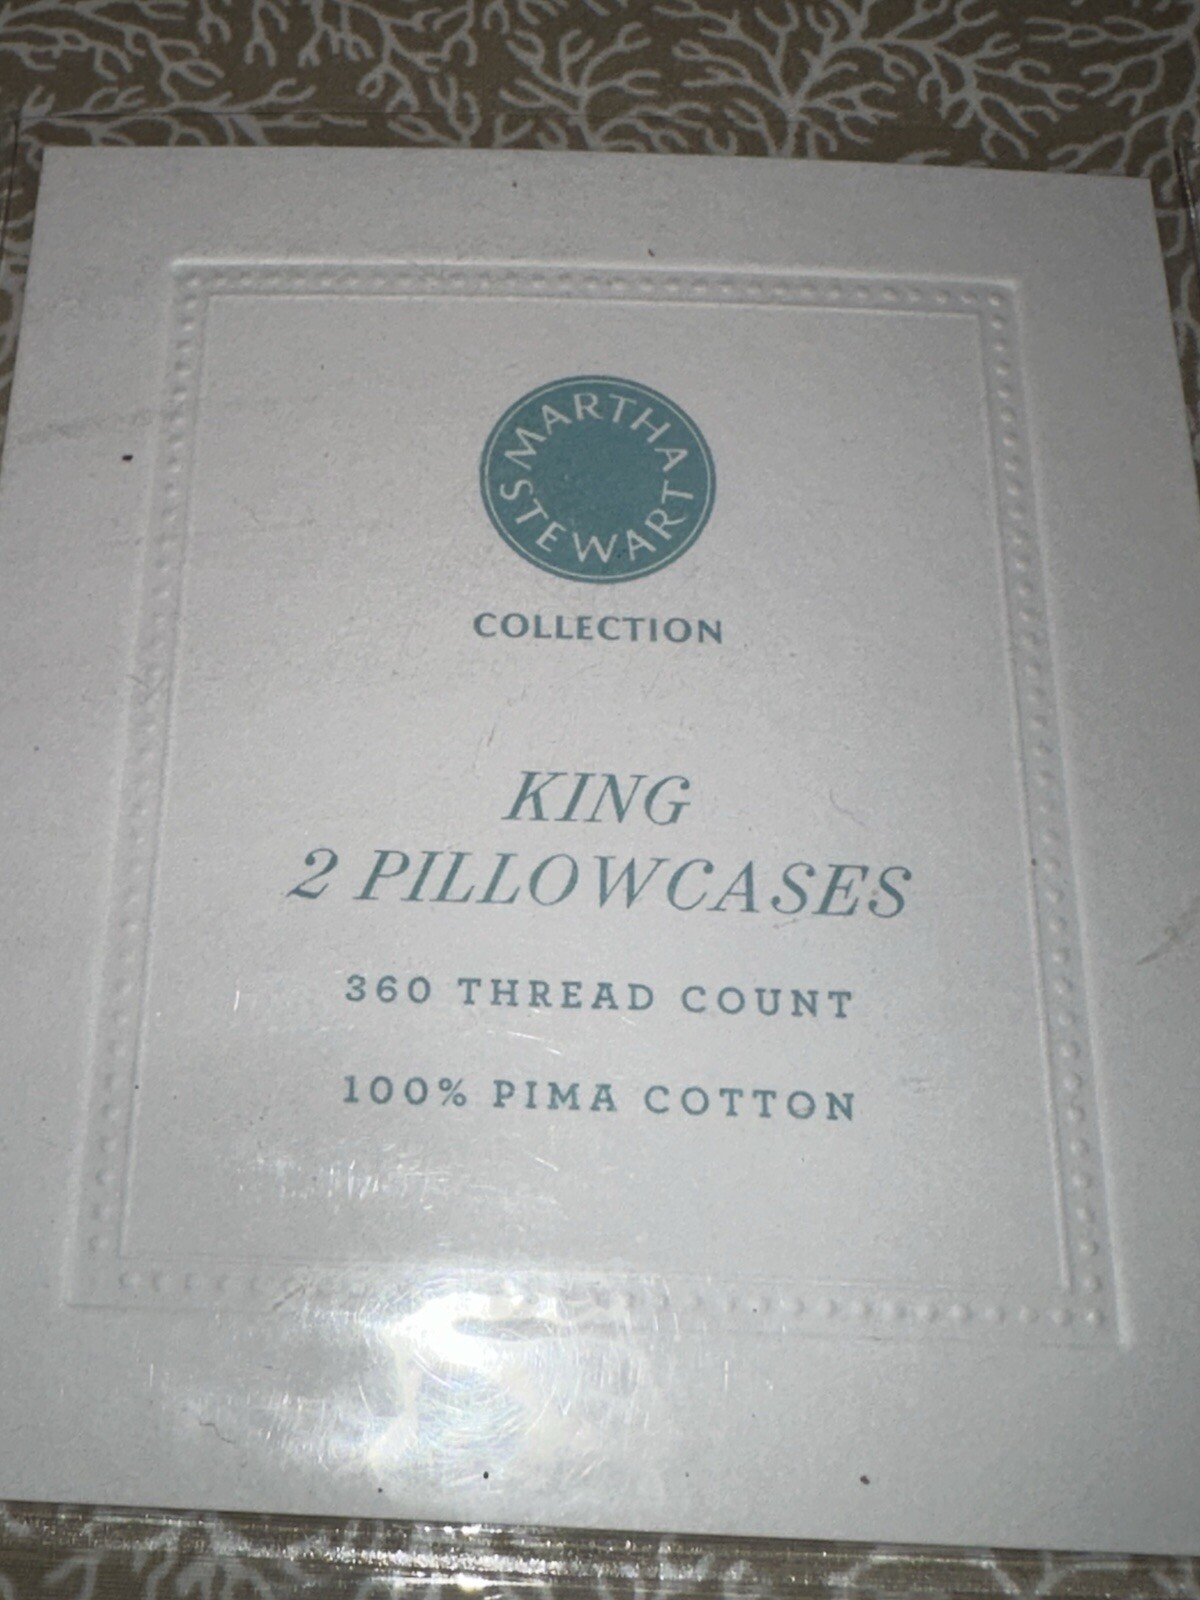 MARTHA
STEWART
COLLECTION
KING
2 PILLOWCASES
360 THREAD COUNT
100% PIMA COTTON